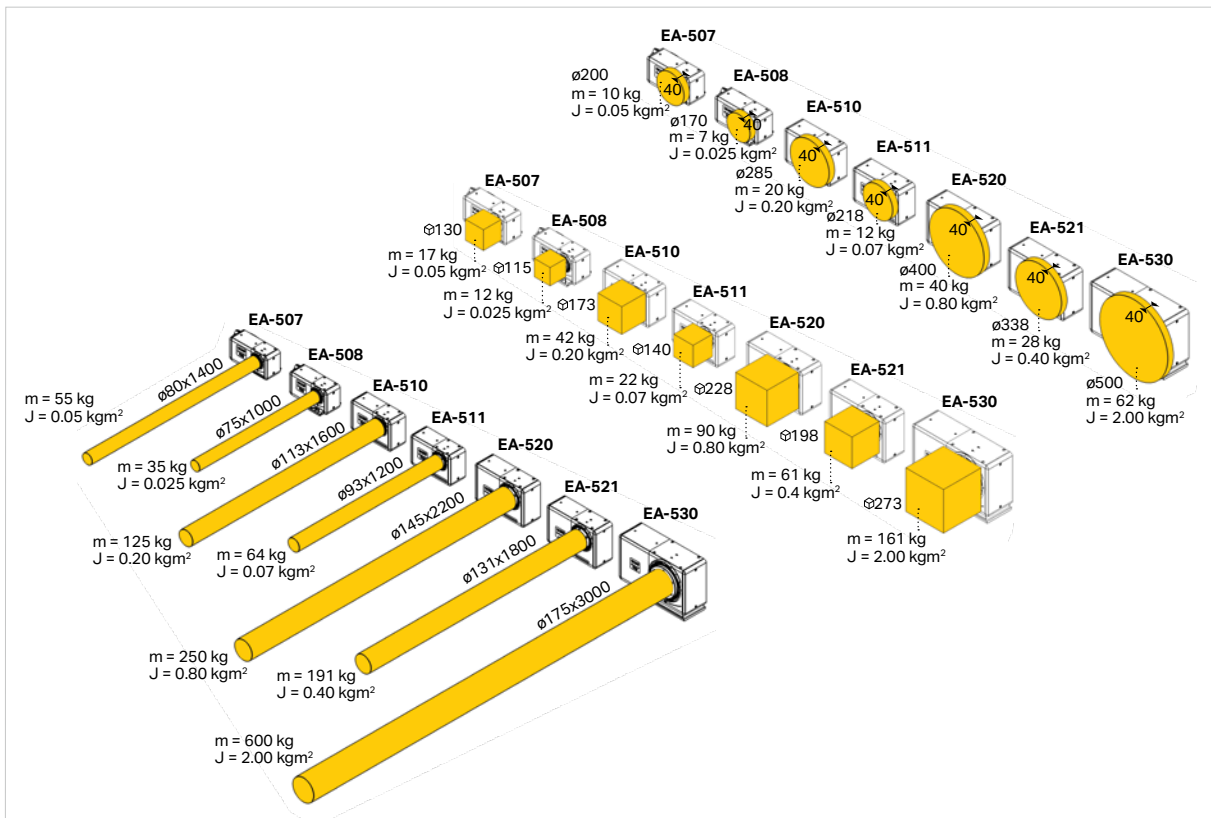 EA-507
ø200
m = 10 kg
J = 0.05 kgm²
40
EA-508
ø170
m = 7 kg
J = 0.025 kgm²
40
EA-510
ø285
m = 20 kg
J = 0.20 kgm²
40
EA-511
ø218
m = 12 kg
J = 0.07 kgm²
40
EA-520
ø400
m = 40 kg
J = 0.80 kgm²
40
EA-521
ø338
m = 28 kg
J = 0.40 kgm²
40
EA-530
ø500
m = 62 kg
J = 2.00 kgm²
40
EA-507
130
m = 17 kg
J = 0.05 kgm²
EA-508
115
m = 12 kg
J = 0.025 kgm²
EA-510
173
m = 42 kg
J = 0.20 kgm²
EA-511
140
m = 22 kg
J = 0.07 kgm²
EA-520
228
m = 90 kg
J = 0.80 kgm²
EA-521
198
m = 61 kg
J = 0.4 kgm²
EA-530
273
m = 161 kg
J = 2.00 kgm²
EA-507
ø80x1400
m = 55 kg
J = 0.05 kgm²
EA-508
ø75x1000
m = 35 kg
J = 0.025 kgm²
EA-510
ø113x1600
m = 125 kg
J = 0.20 kgm²
EA-511
ø93x1200
m = 64 kg
J = 0.07 kgm²
EA-520
ø145x2200
m = 250 kg
J = 0.80 kgm²
EA-521
ø131x1800
m = 191 kg
J = 0.40 kgm²
EA-530
ø175x3000
m = 600 kg
J = 2.00 kgm²